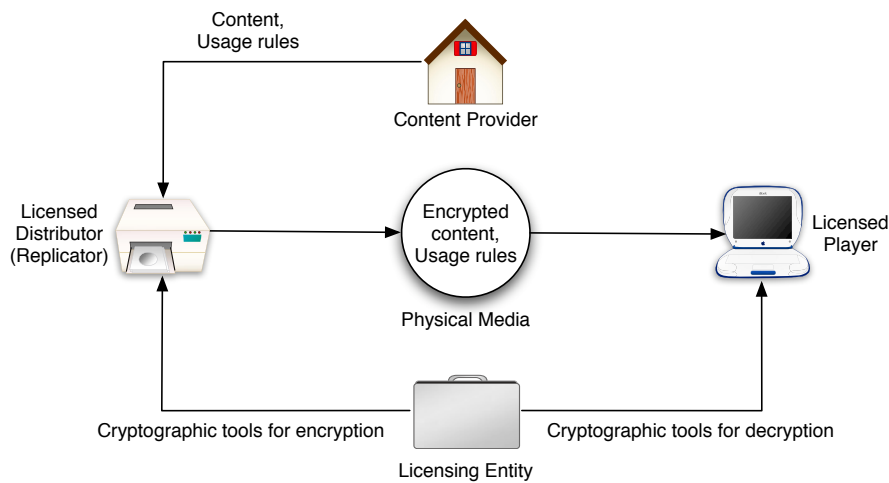 Content,
Usage rules
Content Provider
Licensed
Distributor
(Replicator)
Encrypted
content,
Usage rules
Physical Media
Licensed
Player
Cryptographic tools for encryption
Cryptographic tools for decryption
Licensing Entity